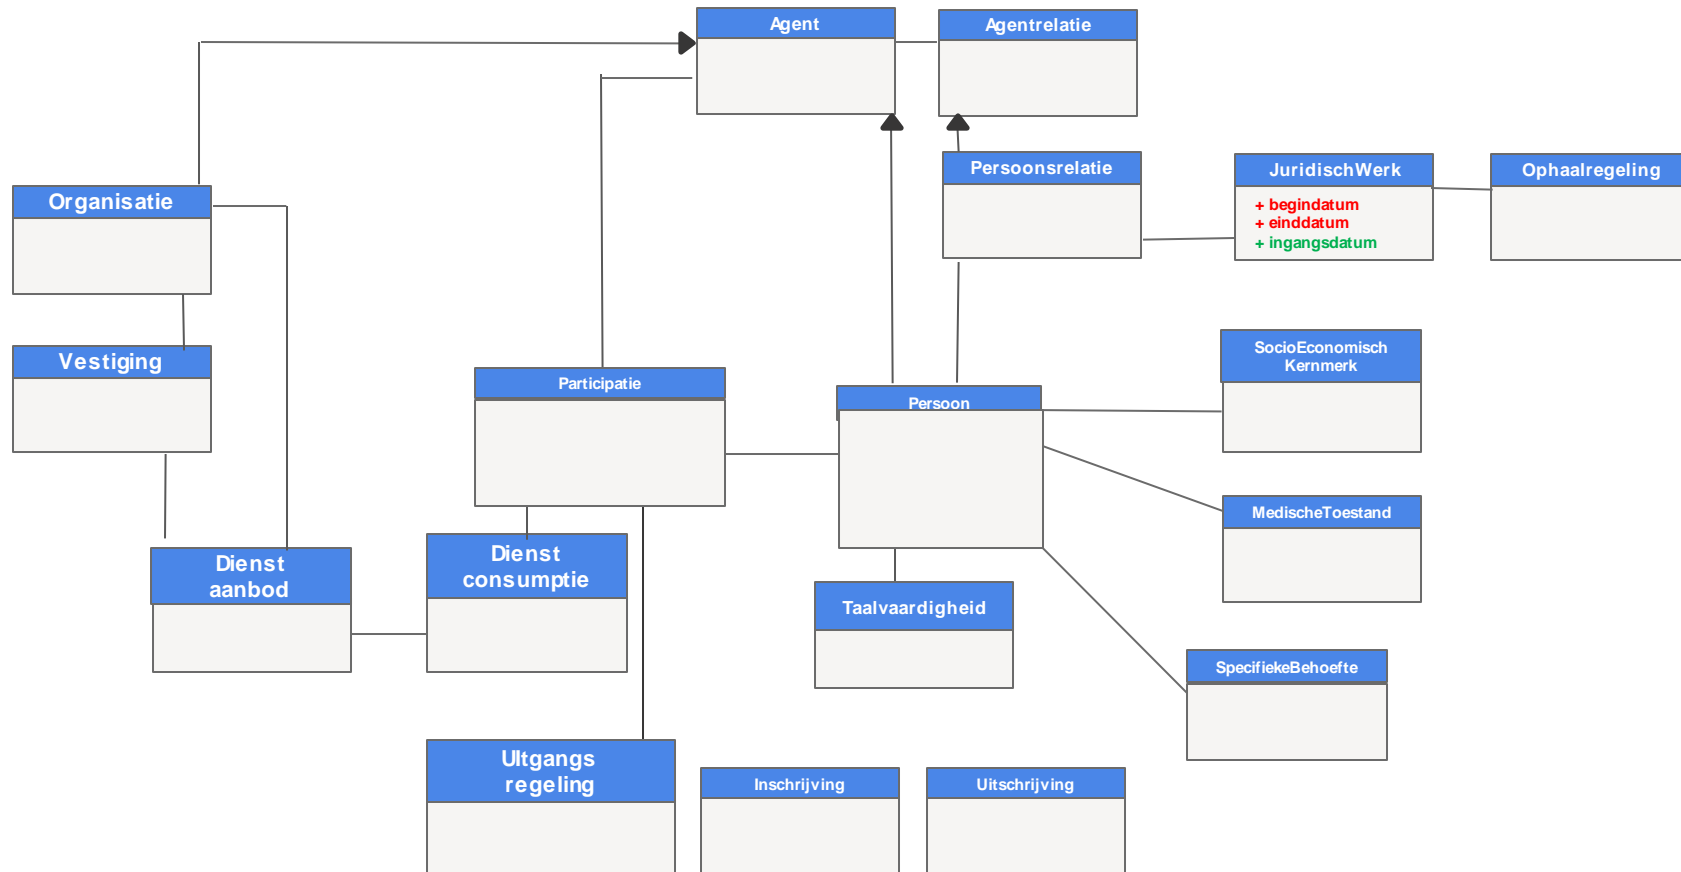 Agent
Agentrelatie
Persoonsrelatie
JuridischWerk
+ begindatum
+ einddatum
+ ingangsdatum
Ophaalregeling
Organisatie
Vestiging
Participatie
Persoon
SocioEconomisch
Kernmerk
MedischeToestand
Dienst
aanbod
Dienst
consumptie
Taalvaardigheid
SpecifiekeBehoefte
UItgangs
regeling
Inschrijving
Uitschrijving